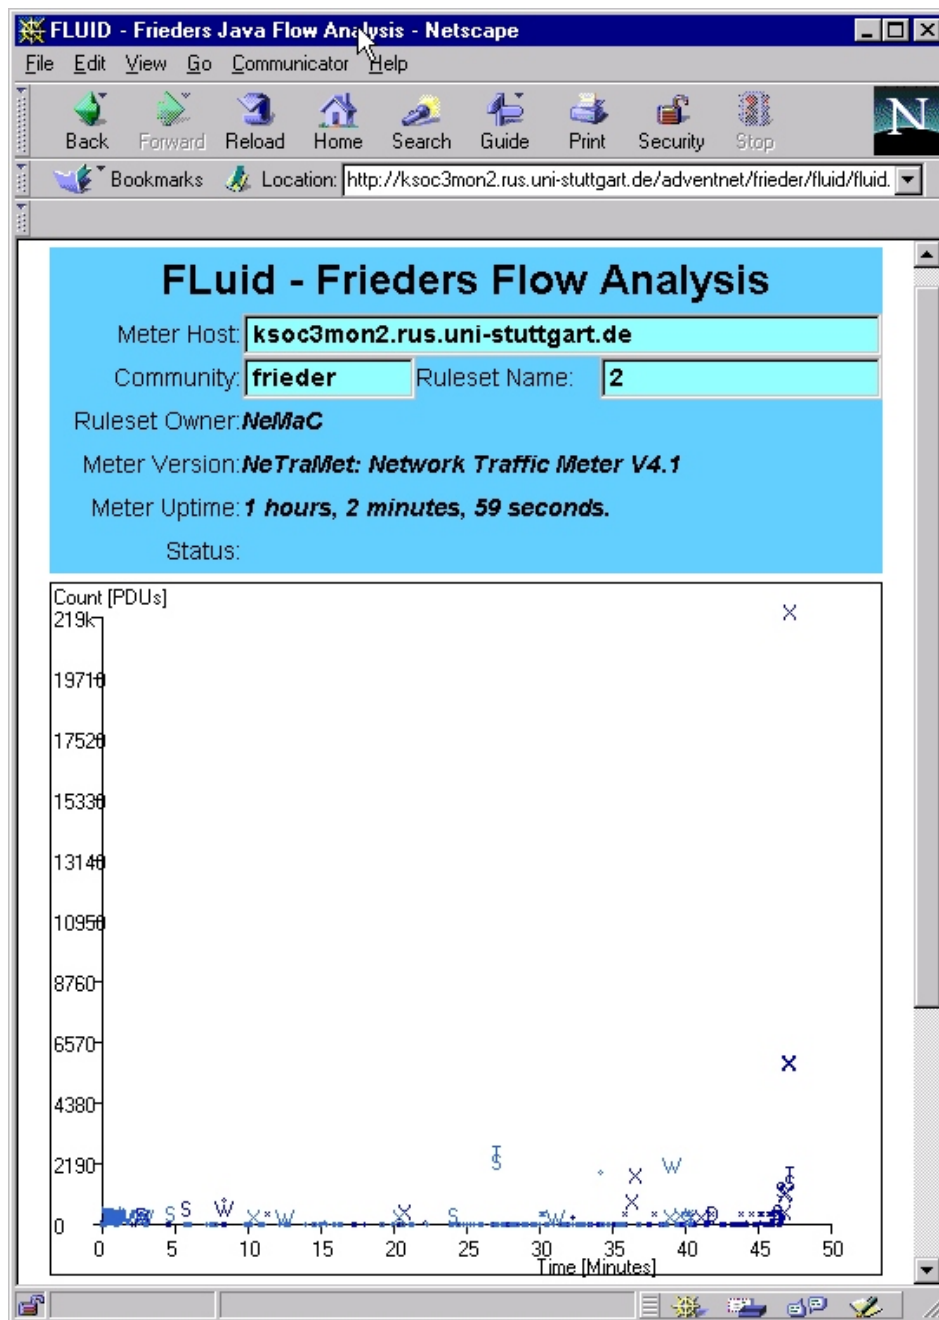 FLUID - Frieders Java Flow Analysis - Netscape
File Edit View Go Communicator Help
Back Forward Reload Home Search Guide Print Security Stop
N
Bookmarks Location: http://ksoc3mon2.rus.uni-stuttgart.de/adventnet/frieder/fluid/fluid.
FLuid - Frieders Flow Analysis
Meter Host: ksoc3mon2.rus.uni-stuttgart.de
Community: frieder Ruleset Name: 2
Ruleset Owner: NeMaC
Meter Version: NeTraMet: Network Traffic Meter V4.1
Meter Uptime: 1 hours, 2 minutes, 59 seconds.
Status:
Count [PDUs]
219k
X
19710
17520
15330
13140
10950
8760
6570
X
4380
2190
0
0 5 10 15 20 25 30 35 40 45 50
Time [Minutes]